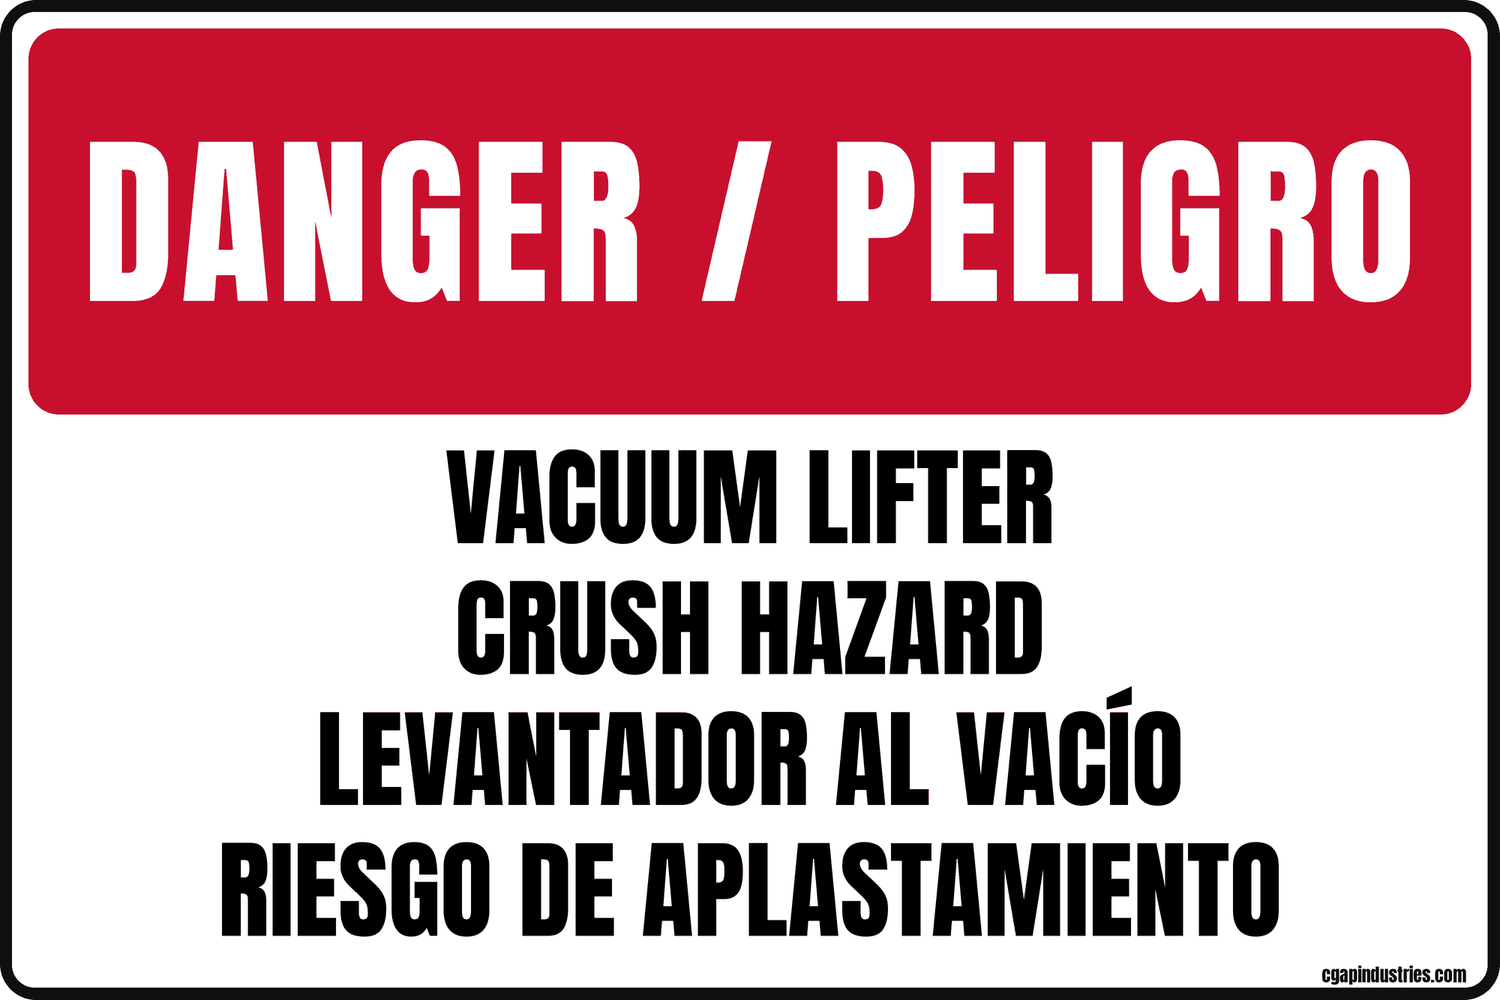 DANGER / PELIGRO
VACUUM LIFTER
CRUSH HAZARD
LEVANTADOR AL VACÍO
RIESGO DE APLASTAMIENTO
cgapindustries.com